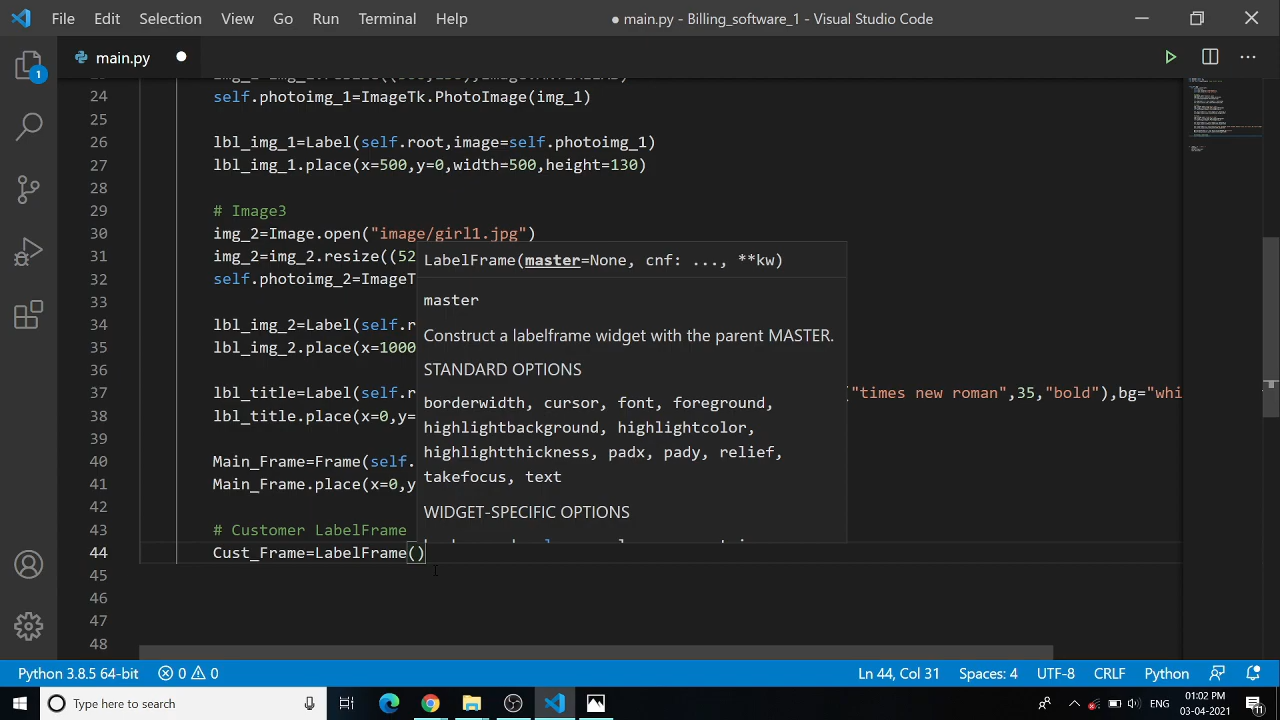 File Edit Selection View Go Run Terminal Help
● main.py - Billing_software_1 - Visual Studio Code
main.py
1
24 self.photoimg_1=ImageTk.PhotoImage(img_1)
25
26 lbl_img_1=Label(self.root,image=self.photoimg_1)
27 lbl_img_1.place(x=500,y=0,width=500,height=130)
28
29 # Image3
30 img_2=Image.open("image/girl1.jpg")
31 img_2=img_2.resize((52
32 self.photoimg_2=ImageT
33
34 lbl_img_2=Label(self.r
35 lbl_img_2.place(x=1000
36
37 lbl_title=Label(self.r ("times new roman",35,"bold"),bg="whi
38 lbl_title.place(x=0,y=
39
40 Main_Frame=Frame(self.
41 Main_Frame.place(x=0,y
42
43 # Customer LabelFrame
44 Cust_Frame=LabelFrame()
45
46
47
48
LabelFrame(master=None, cnf: ..., **kw)
master
Construct a labelframe widget with the parent MASTER.
STANDARD OPTIONS
borderwidth, cursor, font, foreground,
highlightbackground, highlightcolor,
highlightthickness, padx, pady, relief,
takefocus, text
WIDGET-SPECIFIC OPTIONS
Python 3.8.5 64-bit 0 0 Ln 44, Col 31 Spaces: 4 UTF-8 CRLF Python
Type here to search
ENG
01:02 PM
03-04-2021
11